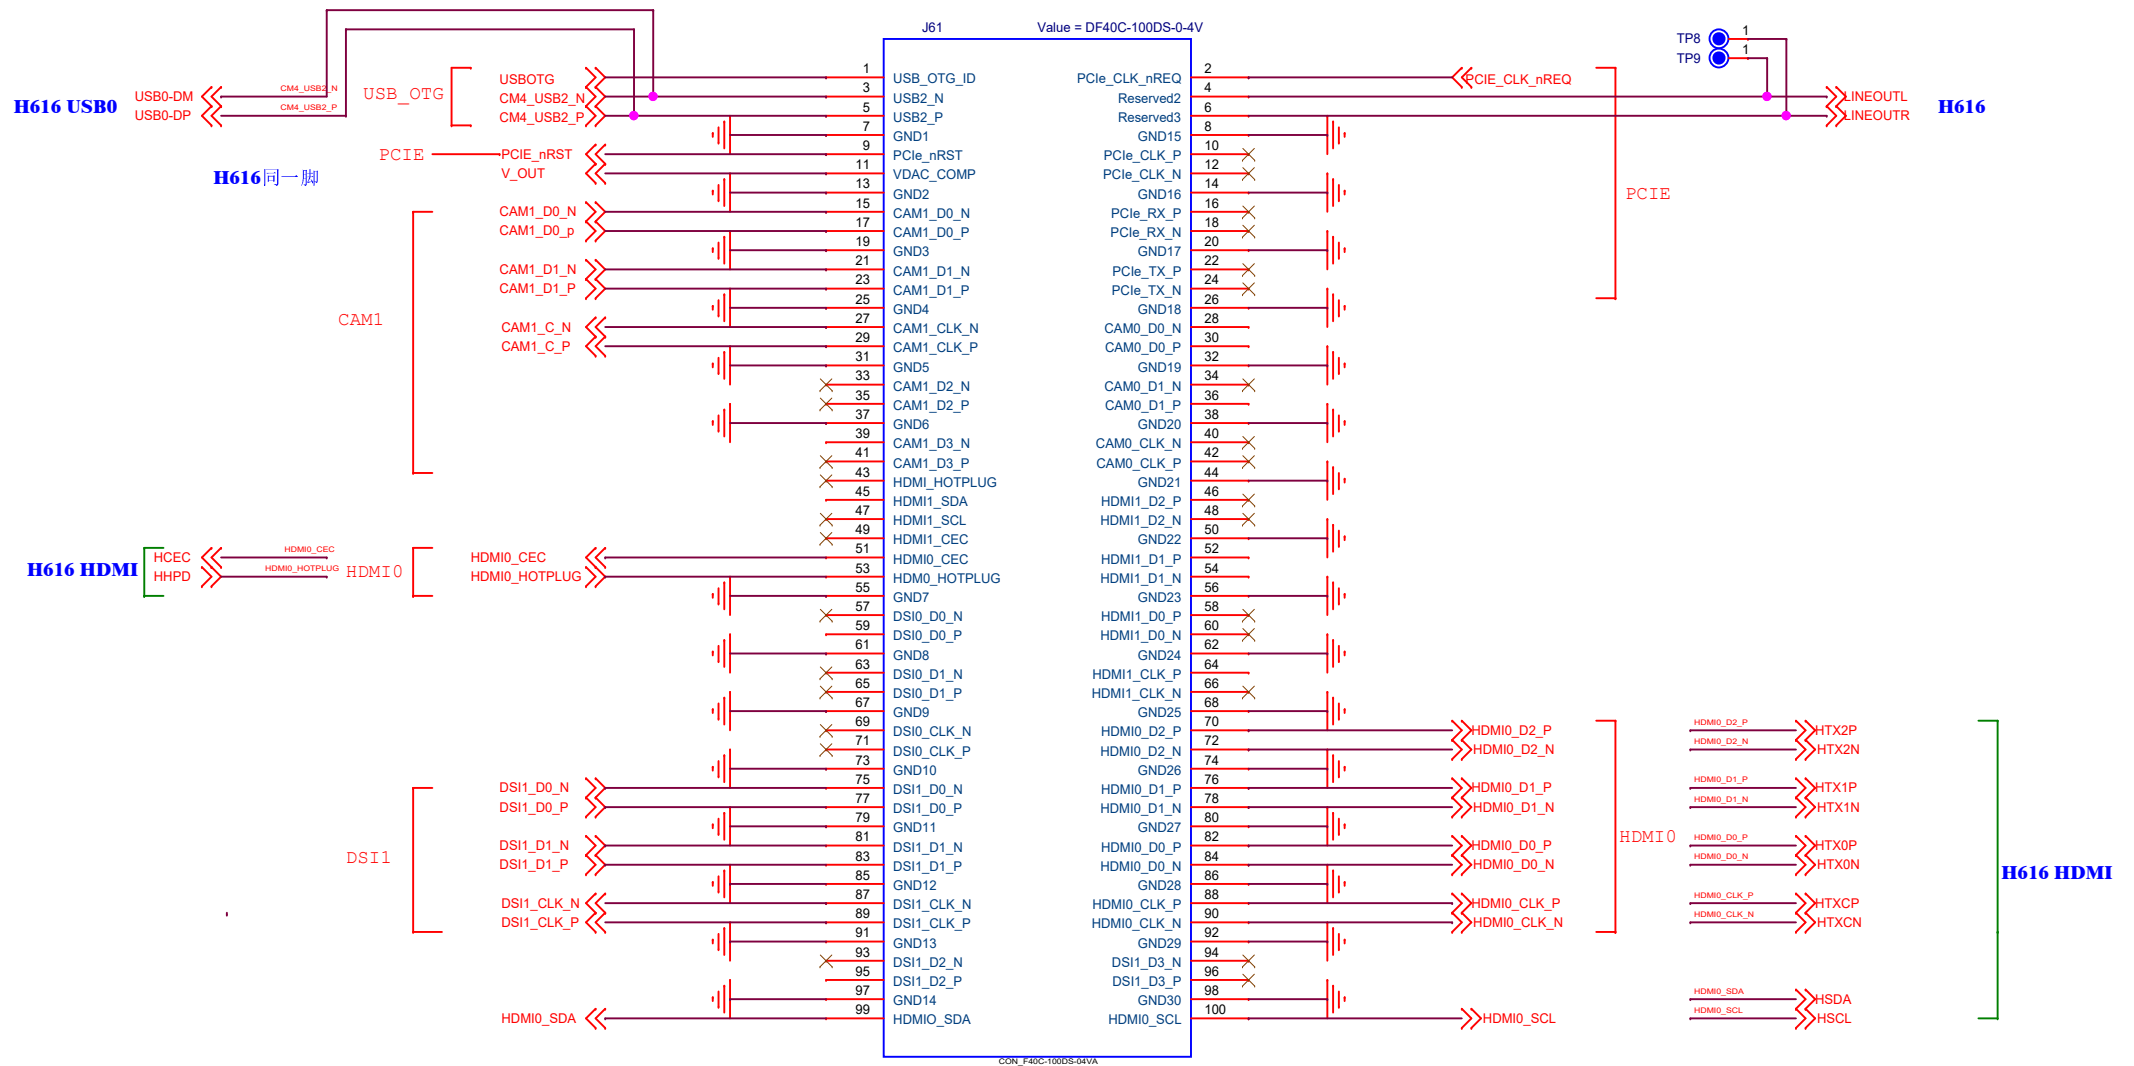 J61 Value = DF40C-100DS-0-4V
TP8 1
TP9 1
H616 USB0
USB0-DM CM4_USB2_N
USB0-DP CM4_USB2_P
USB_OTG
USBOTG 1 USB_OTG_ID
CM4_USB2_N 3 USB2_N
CM4_USB2_P 5 USB2_P
7 GND1
PCIE PCIE_nRST 9 PCIe_nRST
V_OUT 11 VDAC_COMP
H616同一脚
13 GND2
CAM1
CAM1_D0_N 15 CAM1_D0_N
CAM1_D0_p 17 CAM1_D0_P
19 GND3
CAM1_D1_N 21 CAM1_D1_N
CAM1_D1_P 23 CAM1_D1_P
25 GND4
CAM1_C_N 27 CAM1_CLK_N
CAM1_C_P 29 CAM1_CLK_P
31 GND5
33 CAM1_D2_N
35 CAM1_D2_P
37 GND6
39 CAM1_D3_N
41 CAM1_D3_P
43 HDMI_HOTPLUG
45 HDMI1_SDA
47 HDMI1_SCL
49 HDMI1_CEC
H616 HDMI
HCEC HDMI0_CEC
HHPD HDMI0_HOTPLUG
HDMI0
HDMI0_CEC 51 HDMI0_CEC
HDMI0_HOTPLUG 53 HDM0_HOTPLUG
55 GND7
57 DSI0_D0_N
59 DSI0_D0_P
61 GND8
63 DSI0_D1_N
65 DSI0_D1_P
67 GND9
69 DSI0_CLK_N
71 DSI0_CLK_P
73 GND10
DSI1
DSI1_D0_N 75 DSI1_D0_N
DSI1_D0_P 77 DSI1_D0_P
79 GND11
DSI1_D1_N 81 DSI1_D1_N
DSI1_D1_P 83 DSI1_D1_P
85 GND12
DSI1_CLK_N 87 DSI1_CLK_N
DSI1_CLK_P 89 DSI1_CLK_P
91 GND13
93 DSI1_D2_N
95 DSI1_D2_P
97 GND14
HDMI0_SDA 99 HDMIO_SDA
PCIe_CLK_nREQ 2 PCIE_CLK_nREQ
Reserved2 4 LINEOUTL
Reserved3 6 LINEOUTR
H616
GND15 8
PCIe_CLK_P 10
PCIe_CLK_N 12
GND16 14
PCIE
PCIe_RX_P 16
PCIe_RX_N 18
GND17 20
PCIe_TX_P 22
PCIe_TX_N 24
GND18 26
CAM0_D0_N 28
CAM0_D0_P 30
GND19 32
CAM0_D1_N 34
CAM0_D1_P 36
GND20 38
CAM0_CLK_N 40
CAM0_CLK_P 42
GND21 44
HDMI1_D2_P 46
HDMI1_D2_N 48
GND22 50
HDMI1_D1_P 52
HDMI1_D1_N 54
GND23 56
HDMI1_D0_P 58
HDMI1_D0_N 60
GND24 62
HDMI1_CLK_P 64
HDMI1_CLK_N 66
GND25 68
HDMI0_D2_P 70 HDMI0_D2_P
HDMI0_D2_N 72 HDMI0_D2_N
GND26 74
HDMI0_D1_P 76 HDMI0_D1_P
HDMI0_D1_N 78 HDMI0_D1_N
GND27 80
HDMI0_D0_P 82 HDMI0_D0_P
HDMI0_D0_N 84 HDMI0_D0_N
GND28 86
HDMI0_CLK_P 88 HDMI0_CLK_P
HDMI0_CLK_N 90 HDMI0_CLK_N
GND29 92
DSI1_D3_N 94
DSI1_D3_P 96
GND30 98
HDMI0_SCL 100 HDMI0_SCL
HDMI0
HDMI0_D2_P HTX2P
HDMI0_D2_N HTX2N
HDMI0_D1_P HTX1P
HDMI0_D1_N HTX1N
HDMI0_D0_P HTX0P
HDMI0_D0_N HTX0N
HDMI0_CLK_P HTXCP
HDMI0_CLK_N HTXCN
HDMI0_SDA HSDA
HDMI0_SCL HSCL
H616 HDMI
CON_F40C-100DS-04VA